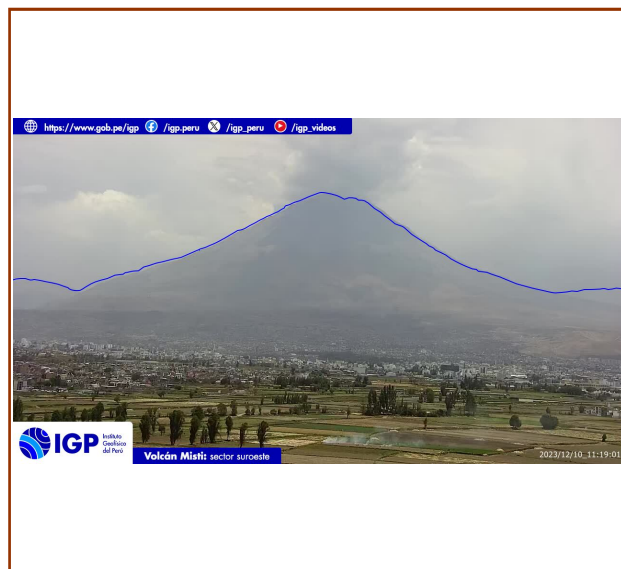 https://www.gob.pe/igp /igp.peru /igp_peru /igp_videos
IGP
Instituto
Geofísico
del Perú
Volcán Misti: sector suroeste
2023/12/10_11:19:01